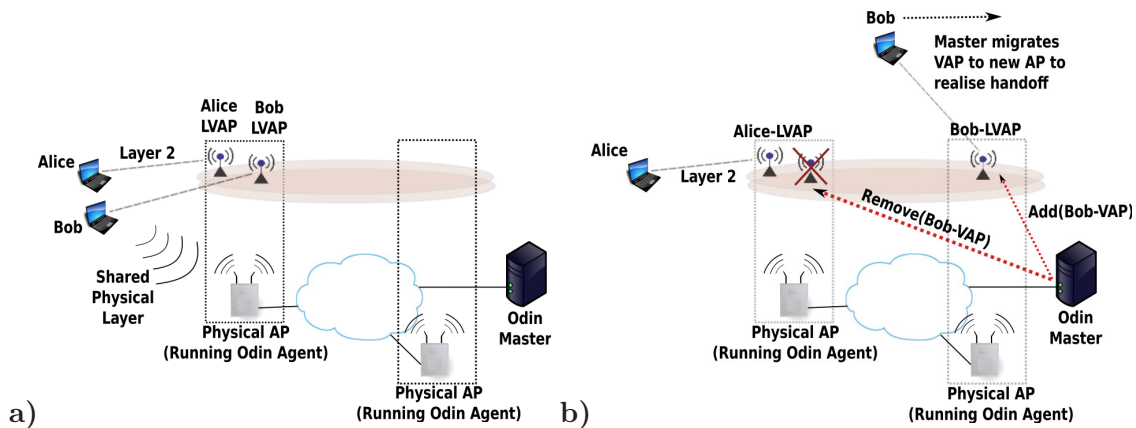 Alice
LVAP
Bob
LVAP
Alice
Layer 2
Bob
Shared
Physical
Layer
Physical AP
(Running Odin Agent)
Odin
Master
Physical AP
(Running Odin Agent)
a)
Bob
Master migrates
VAP to new AP to
realise handoff
Alice-LVAP
Bob-LVAP
Alice
Layer 2
Remove(Bob-VAP)
Add(Bob-VAP)
Physical AP
(Running Odin Agent)
Odin
Master
Physical AP
(Running Odin Agent)
b)